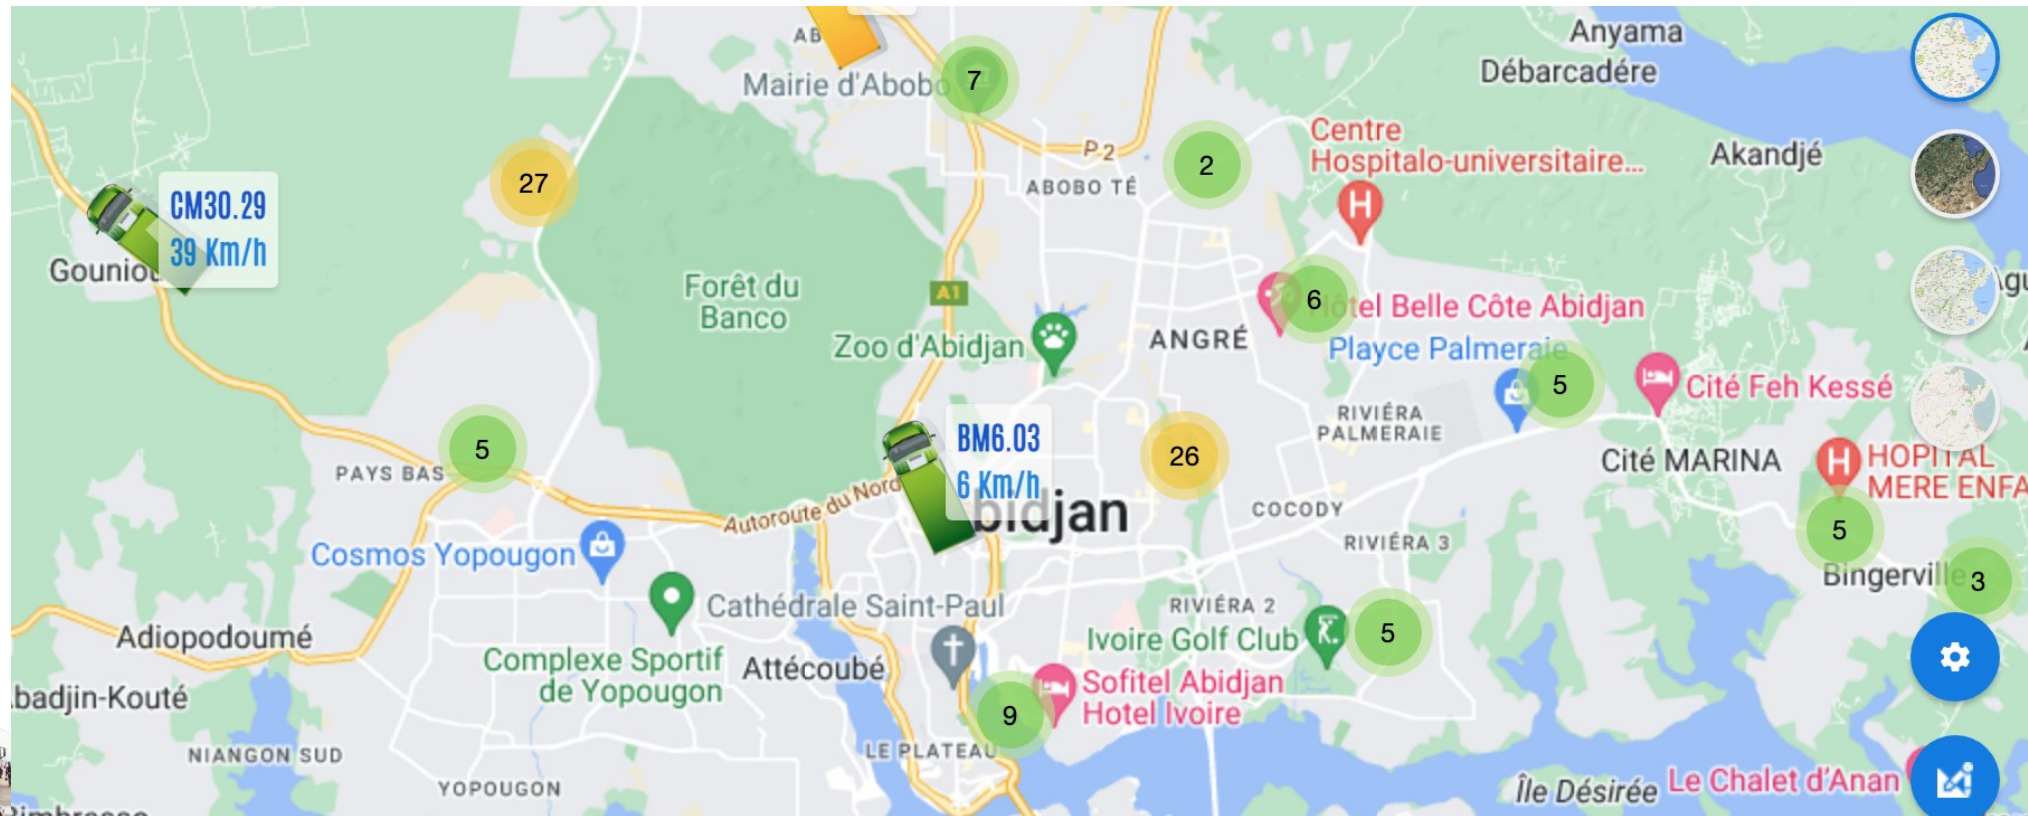 Anyama
Débarcadére
AB
Mairie d'Abobo
7
P 2
ABOBO TÉ
2
Centre
Hospitalo-universitaire...
Akandjé
27
CM30.29
39 Km/h
Forêt du
Banco
A1
Zoo d'Abidjan
ANGRÉ
6
tel Belle Côte Abidjan
Playce Palmeraie
5
Cité Feh Kessé
RIVIÉRA
PALMERAIE
5
PAYS BAS
BM6.03
6 Km/h
bidjan
26
Cité MARINA
HOPITAL
MERE ENFA
Autoroute du Nord
COCODY
RIVIÉRA 3
5
Cosmos Yopougon
Bingerville
3
Cathédrale Saint-Paul
RIVIÉRA 2
Ivoire Golf Club
5
Adiopodoumé
Complexe Sportif
de Yopougon
Attécoubé
Sofitel Abidjan
Hotel Ivoire
badjin-Kouté
9
NIANGON SUD
LE PLATEAU
YOPOUGON
Île Désirée
Le Chalet d'Anan